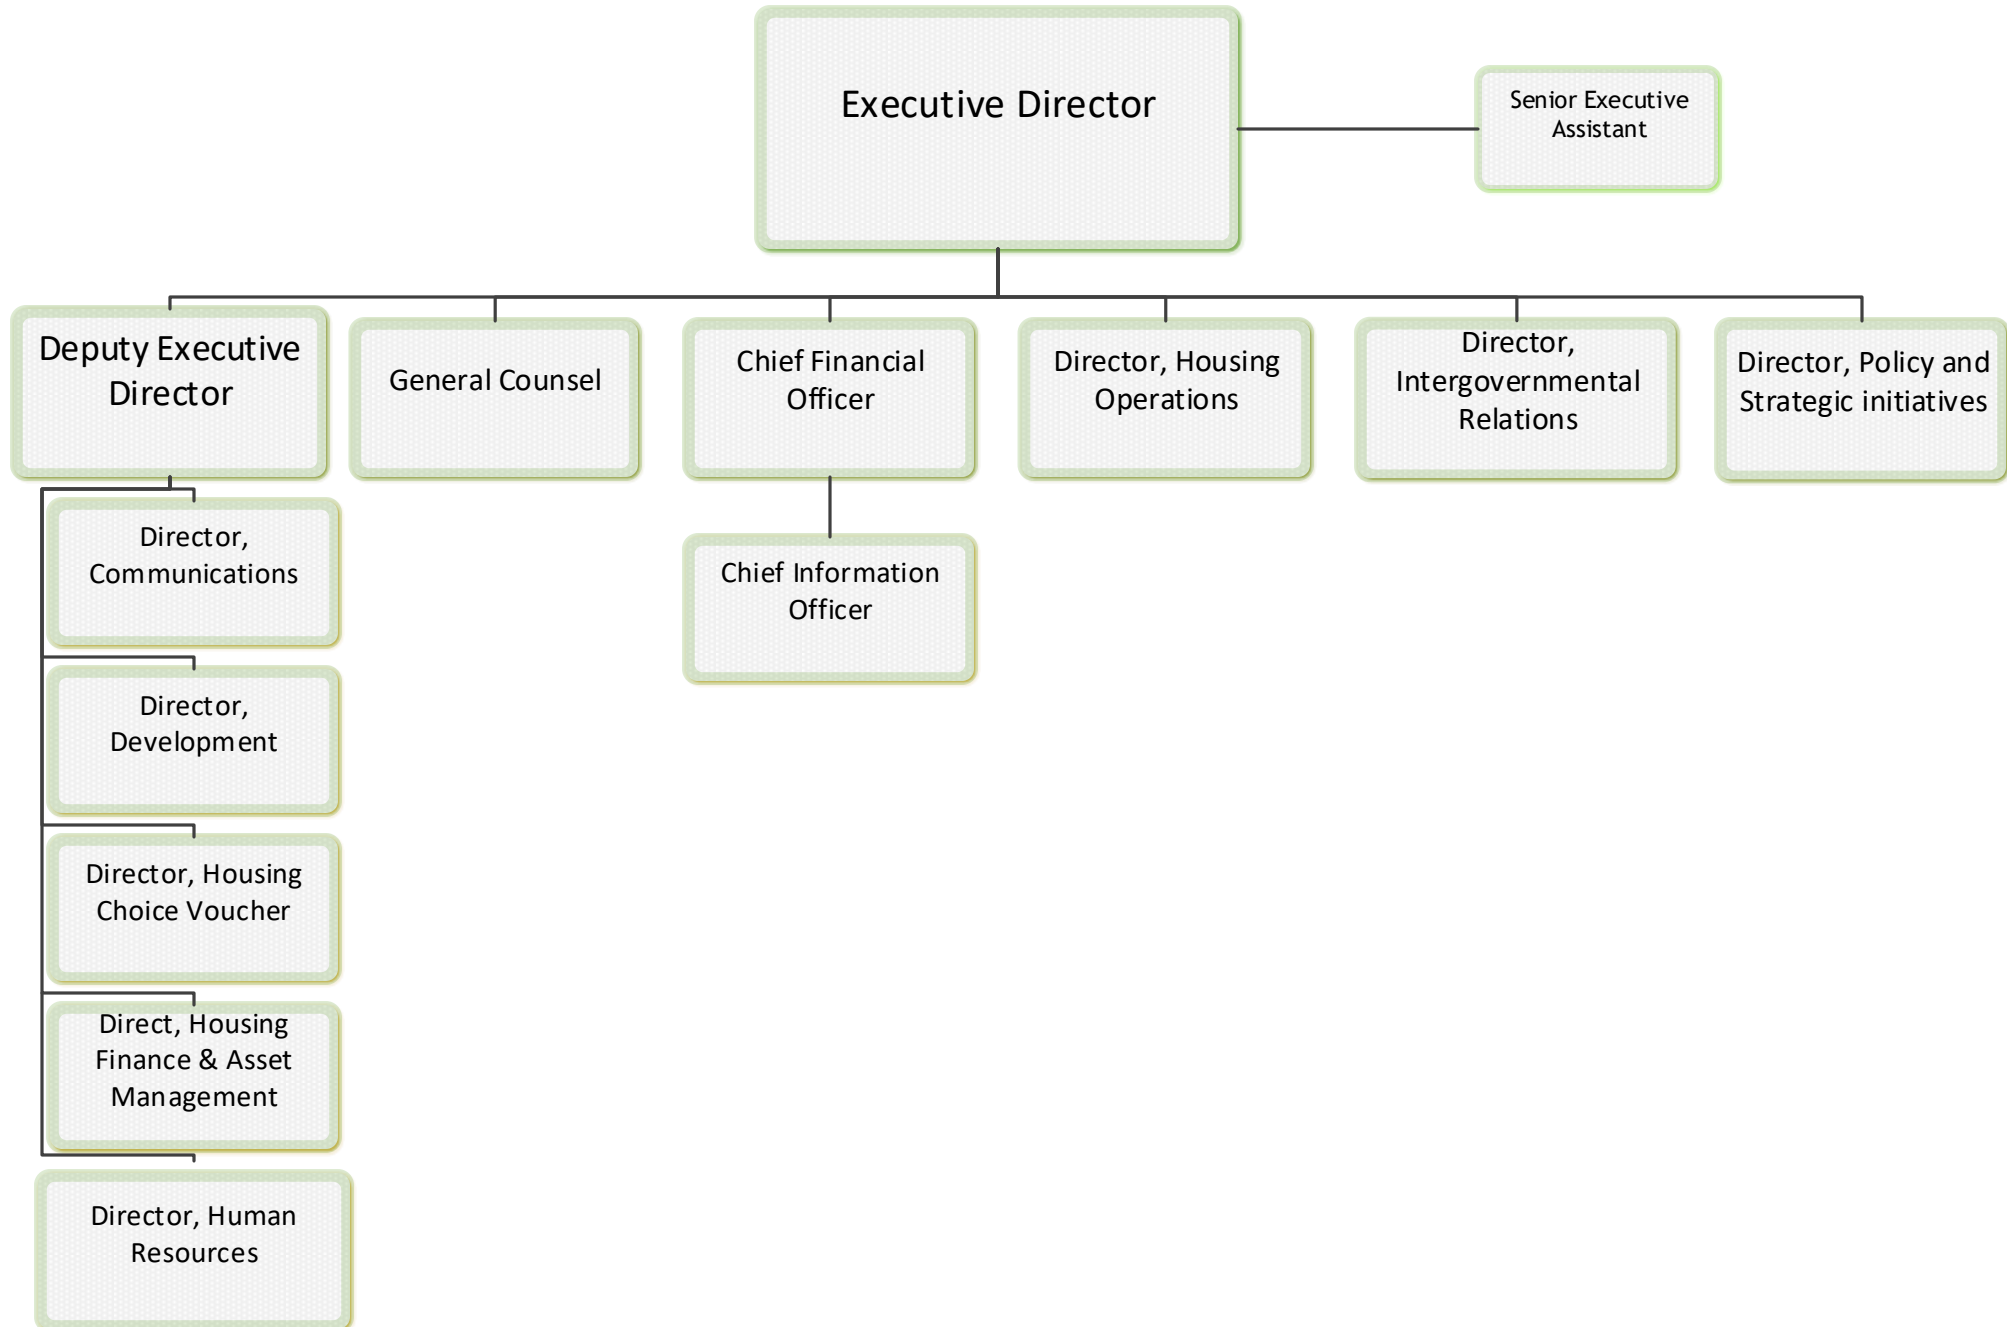 Executive Director
Senior Executive
Assistant
Deputy Executive
Director
General Counsel
Chief Financial
Officer
Director, Housing
Operations
Director,
Intergovernmental
Relations
Director, Policy and
Strategic initiatives
Director,
Communications
Chief Information
Officer
Director,
Development
Director, Housing
Choice Voucher
Direct, Housing
Finance & Asset
Management
Director, Human
Resources